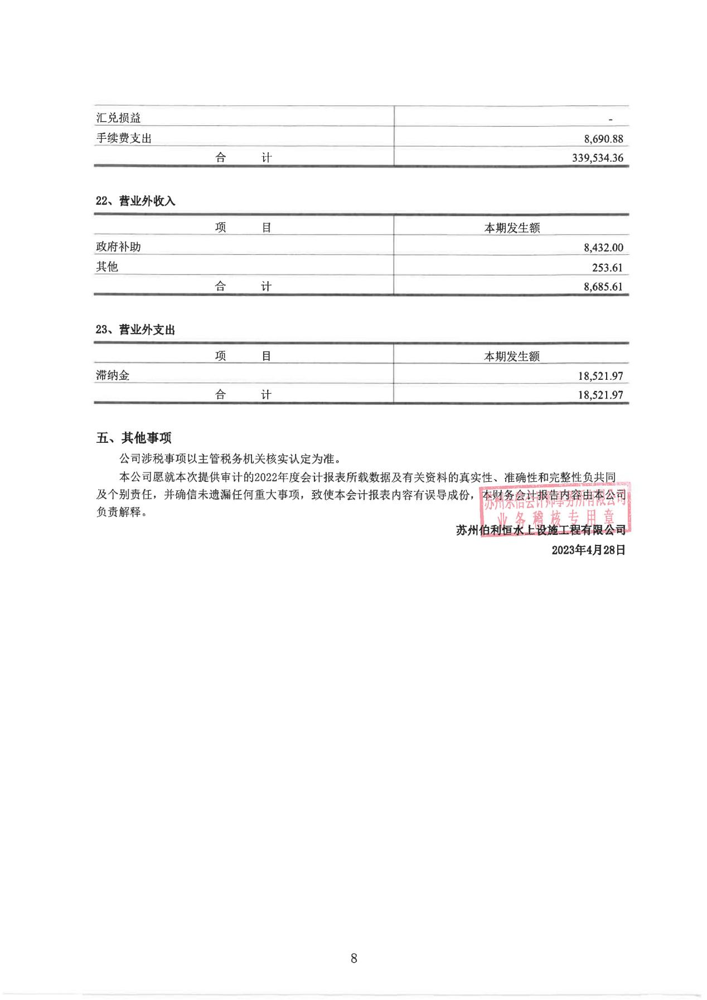 汇兑损益 -
手续费支出 8,690.88
合 计 339,534.36
22、营业外收入
项 目 本期发生额
政府补助 8,432.00
其他 253.61
合 计 8,685.61
23、营业外支出
项 目 本期发生额
滞纳金 18,521.97
合 计 18,521.97
五、其他事项
公司涉税事项以主管税务机关核实认定为准。
本公司愿就本次提供审计的2022年度会计报表所载数据及有关资料的真实性、准确性和完整性负共同
及个别责任，并确信未遗漏任何重大事项，致使本会计报表内容有误导成份，本财务会计报告内容由本公司
负责解释。
苏州东信会计师事务所有限公司
业务稽核专用章
苏州伯利恒水上设施工程有限公司
2023年4月28日
8